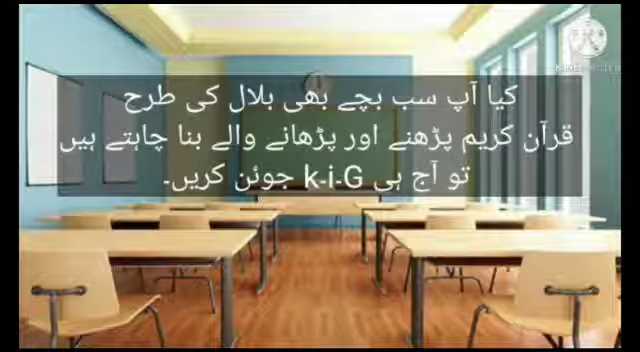 کیا آپ سب بچے بھی بلال کی طرح
قرآن کریم پڑھنے اور پڑھانے والے بنا چاہتے ہیں
تو آج ہی k-i-G جوئن کریں۔